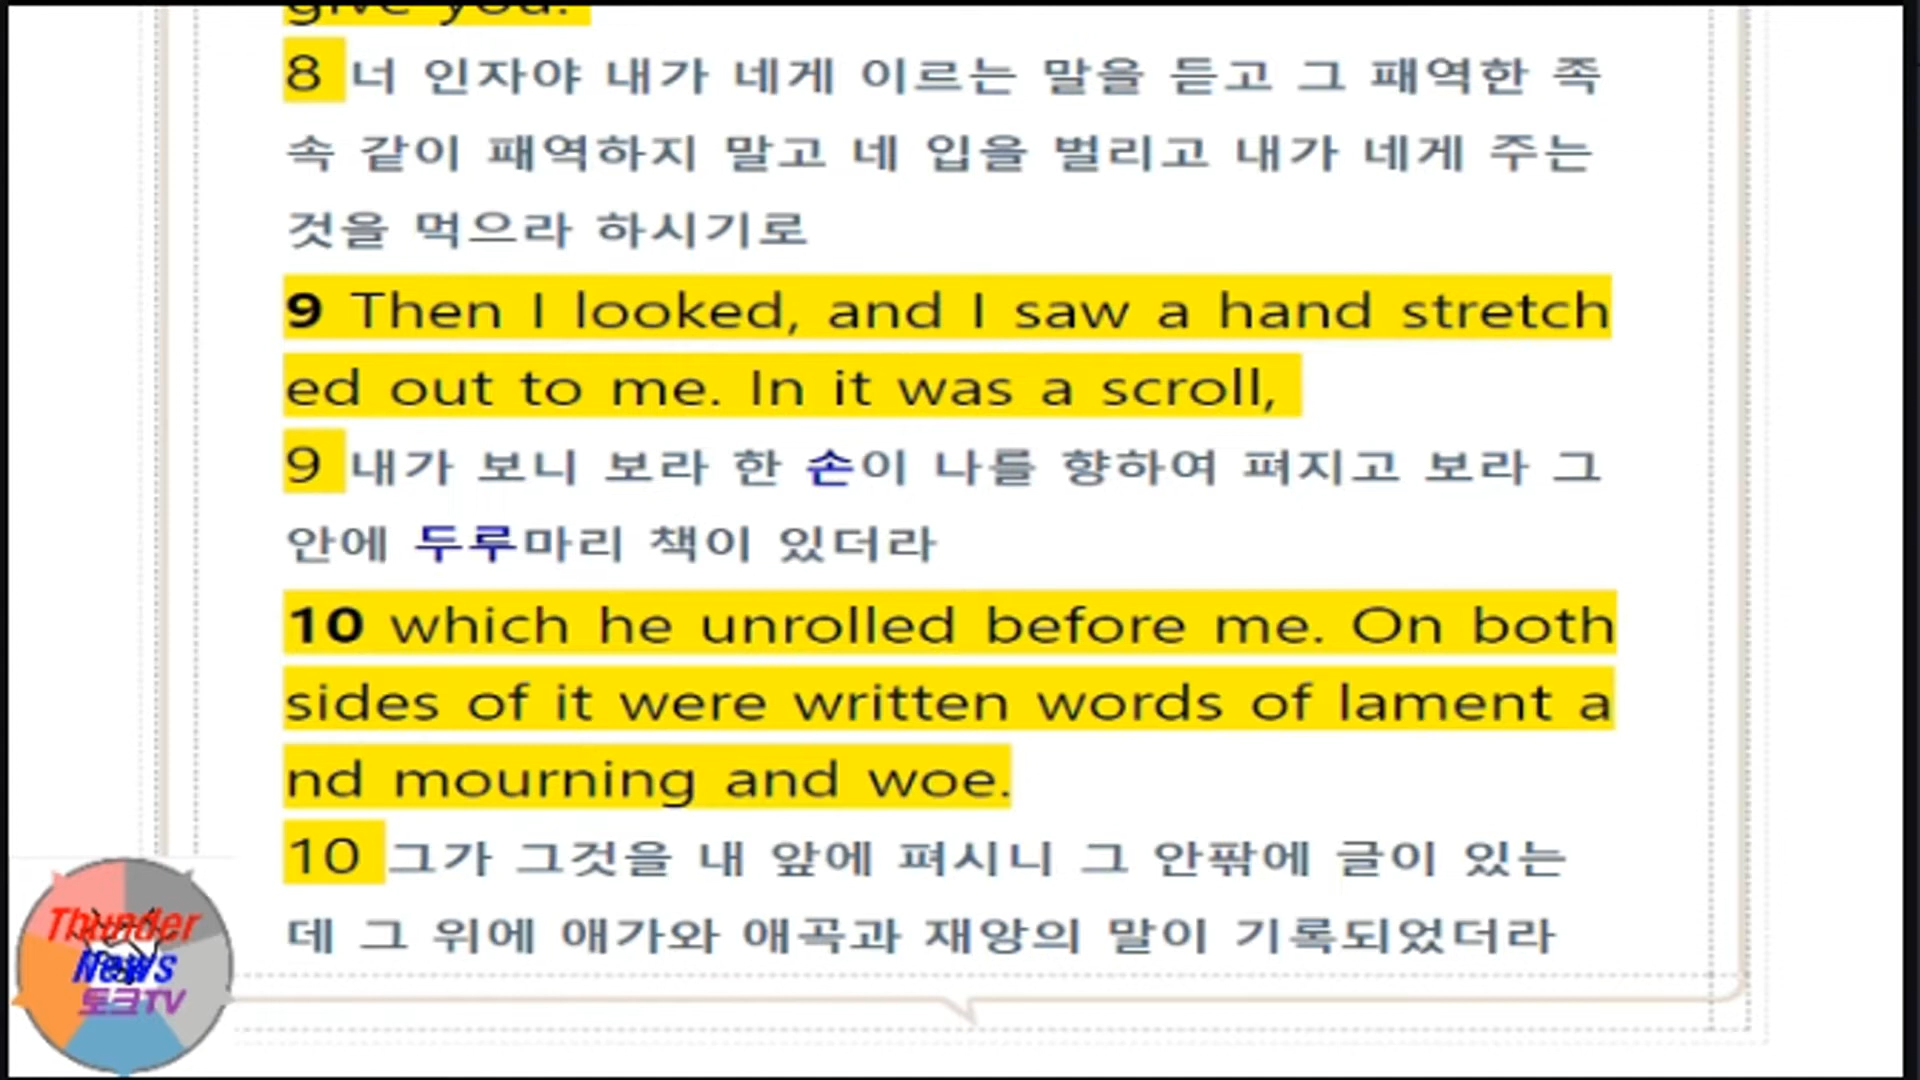 give you."
8 너 인자야 내가 네게 이르는 말을 듣고 그 패역한 족
속 같이 패역하지 말고 네 입을 벌리고 내가 네게 주는
것을 먹으라 하시기로
9 Then I looked, and I saw a hand stretch
ed out to me. In it was a scroll,
9 내가 보니 보라 한 손이 나를 향하여 펴지고 보라 그
안에 두루마리 책이 있더라
10 which he unrolled before me. On both
sides of it were written words of lament a
nd mourning and woe.
10 그가 그것을 내 앞에 펴시니 그 안팎에 글이 있는
데 그 위에 애가와 애곡과 재앙의 말이 기록되었더라
Thunder
News
토크TV